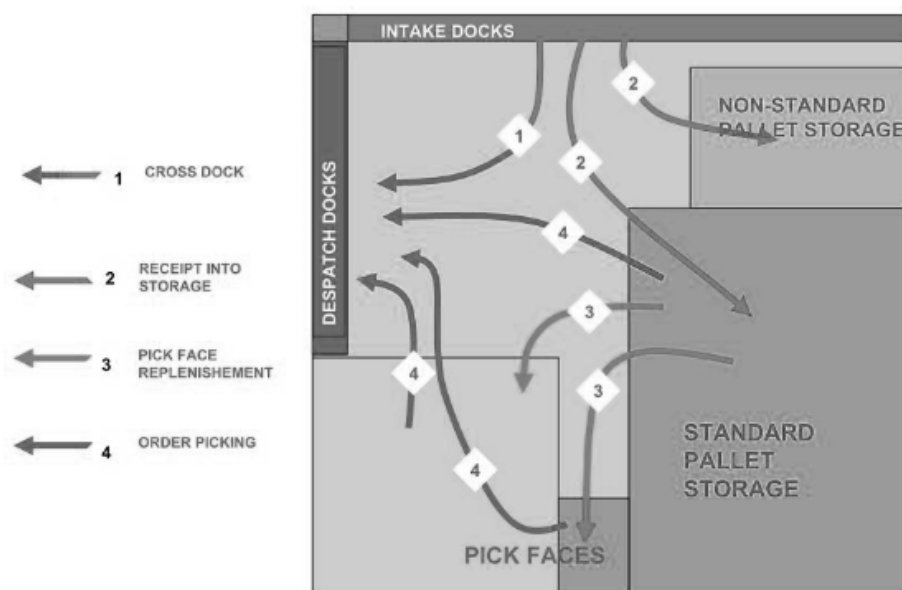 INTAKE DOCKS
NON-STANDARD
PALLET STORAGE
2
1
2
1 CROSS DOCK
DESPATCH DOCKS
4
2 RECEIPT INTO
STORAGE
3
3 PICK FACE
REPLENISHEMENT
4
3
4 ORDER PICKING
STANDARD
PALLET
STORAGE
4
PICK FACES